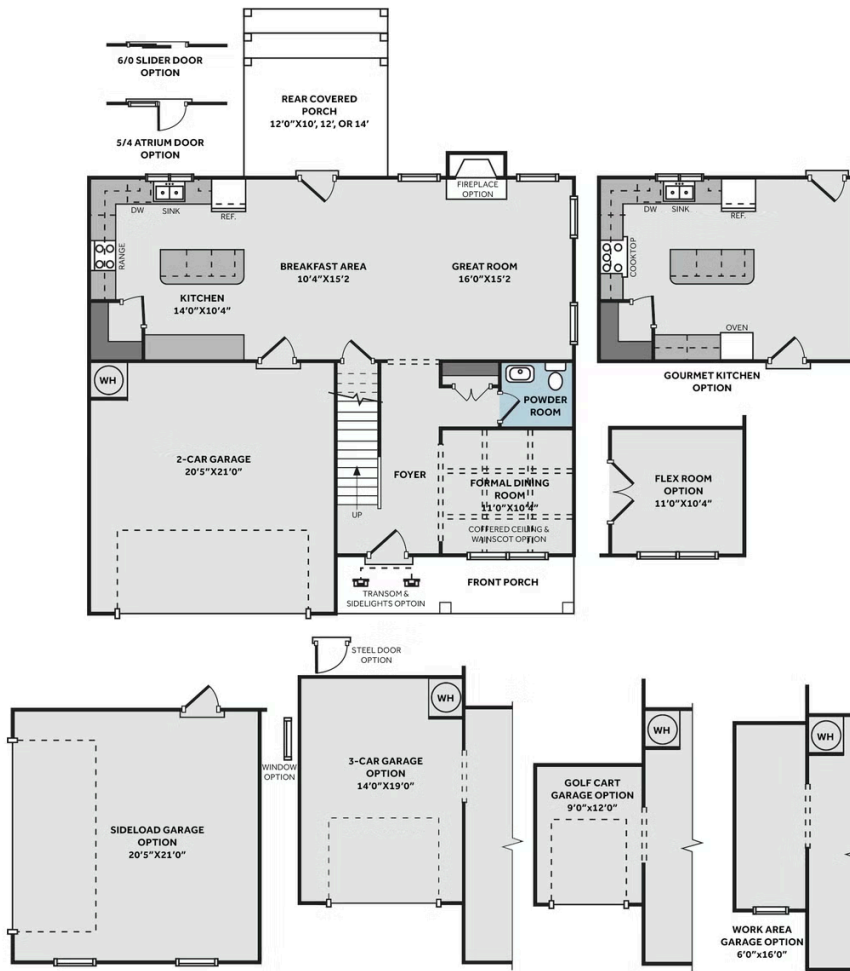 6/0 SLIDER DOOR
OPTION
5/4 ATRIUM DOOR
OPTION
REAR COVERED
PORCH
12'0"X10', 12', OR 14'
FIREPLACE
OPTION
DW
SINK
REF.
RANGE
BREAKFAST AREA
10'4"X15'2
GREAT ROOM
16'0"X15'2
KITCHEN
14'0"X10'4"
DW
SINK
REF.
COOKTOP
OVEN
GOURMET KITCHEN
OPTION
WH
POWDER
ROOM
2-CAR GARAGE
20'5"X21'0"
FOYER
UP
FORMAL DINING
ROOM
11'0"X10'4"
COFFERED CEILING &
WAINSCOT OPTION
FLEX ROOM
OPTION
11'0"X10'4"
FRONT PORCH
TRANSOM &
SIDELIGHTS OPTOIN
STEEL DOOR
OPTION
WINDOW
OPTION
SIDELOAD GARAGE
OPTION
20'5"X21'0"
WH
3-CAR GARAGE
OPTION
14'0"X19'0"
WH
GOLF CART
GARAGE OPTION
9'0"x12'0"
WH
WORK AREA
GARAGE OPTION
6'0"x16'0"